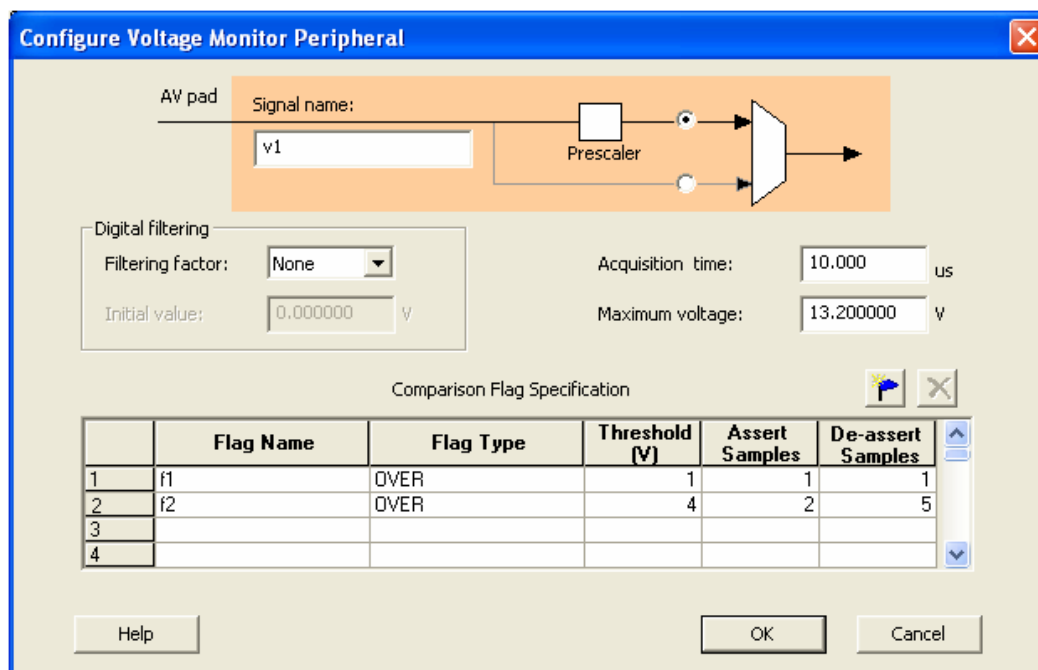 Configure Voltage Monitor Peripheral
AV pad
Signal name:
v1
Prescaler
Digital filtering
Filtering factor:
None
Initial value:
0.000000
V
Acquisition time:
10.000
us
Maximum voltage:
13.200000
V
Comparison Flag Specification
Flag Name Flag Type Threshold (V) Assert Samples De-assert Samples
1 f1 OVER 1 1 1
2 f2 OVER 4 2 5
3
4
Help
OK
Cancel